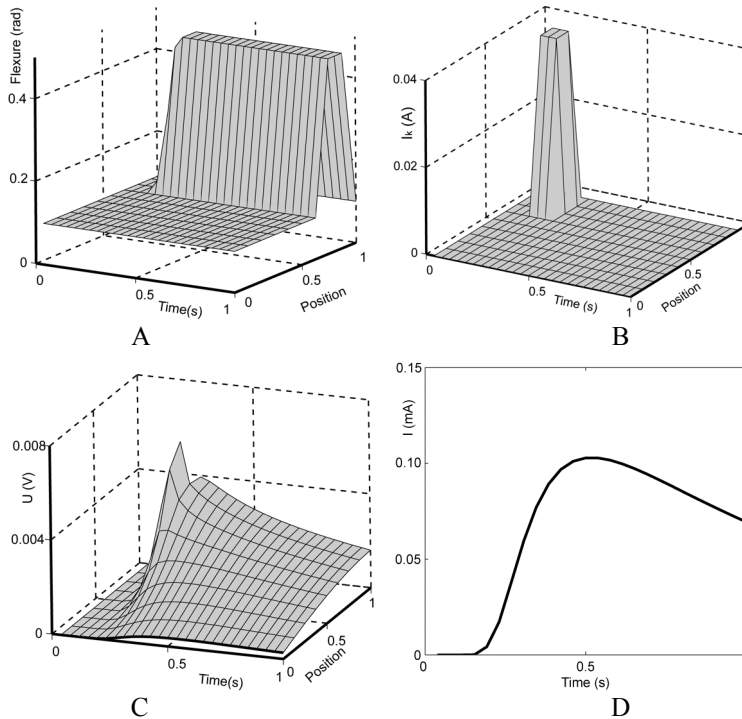 Flexure (rad)
0.4
0.2
0
0
0.5
1
Time(s)
0
0.5
1
Position
A
Iₖ (A)
0.04
0.02
0
0
0.5
1
Time (s)
0
0.5
1
Position
B
U (V)
0.008
0.004
0
0
0.5
1
Time(s)
0
0.5
1
Position
C
I (mA)
0.15
0.10
0.05
0
0.5
Time (s)
D